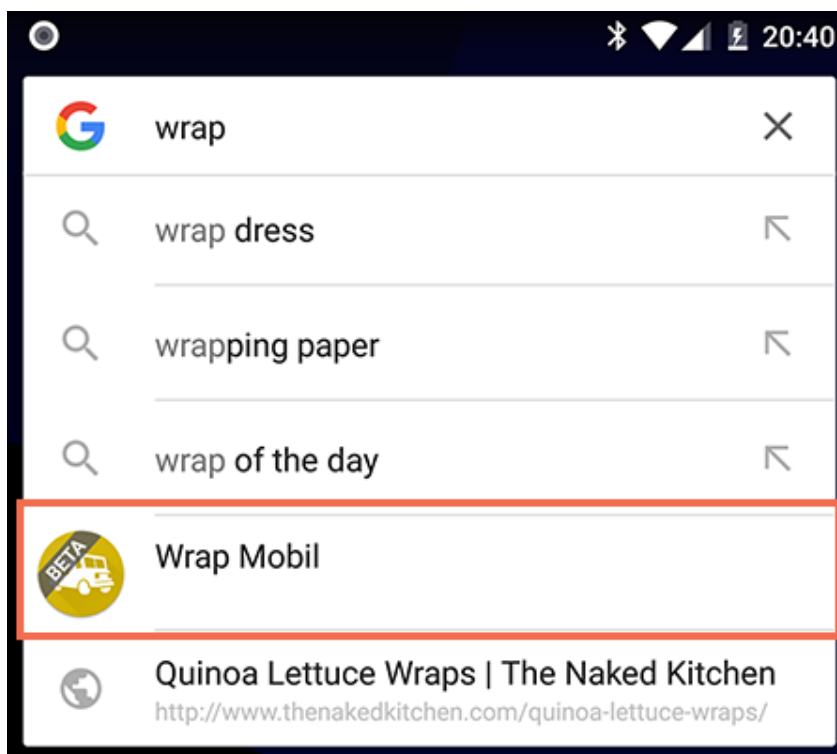 20:40
wrap
wrap dress
wrapping paper
wrap of the day
BETA
Wrap Mobil
Quinoa Lettuce Wraps | The Naked Kitchen
http://www.thenakedkitchen.com/quinoa-lettuce-wraps/